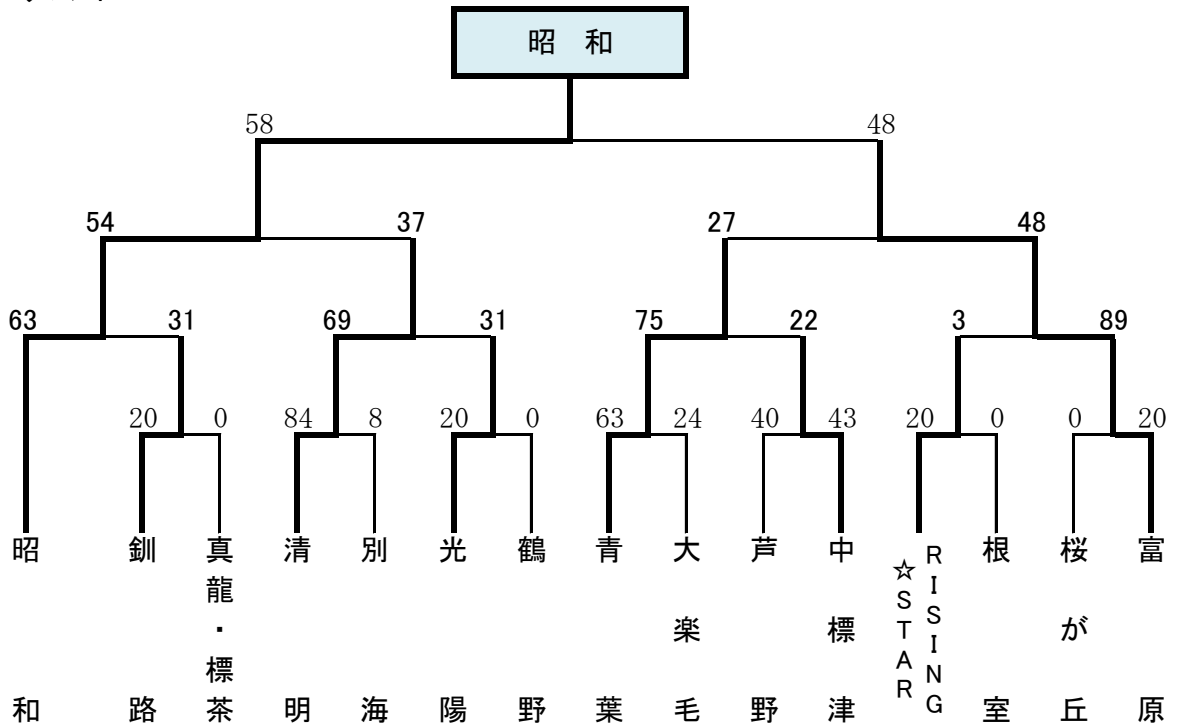 昭 和
58 48
54 37 27 48
63 31 69 31 75 22 3 89
20 0 84 8 20 0 63 24 40 43 20 0 0 20
昭和
釧路
真龍・標茶
清明
別海
光陽
鶴野
青葉
大楽毛
芦野
中標津
RISING
☆STAR
根室
桜が丘
富原